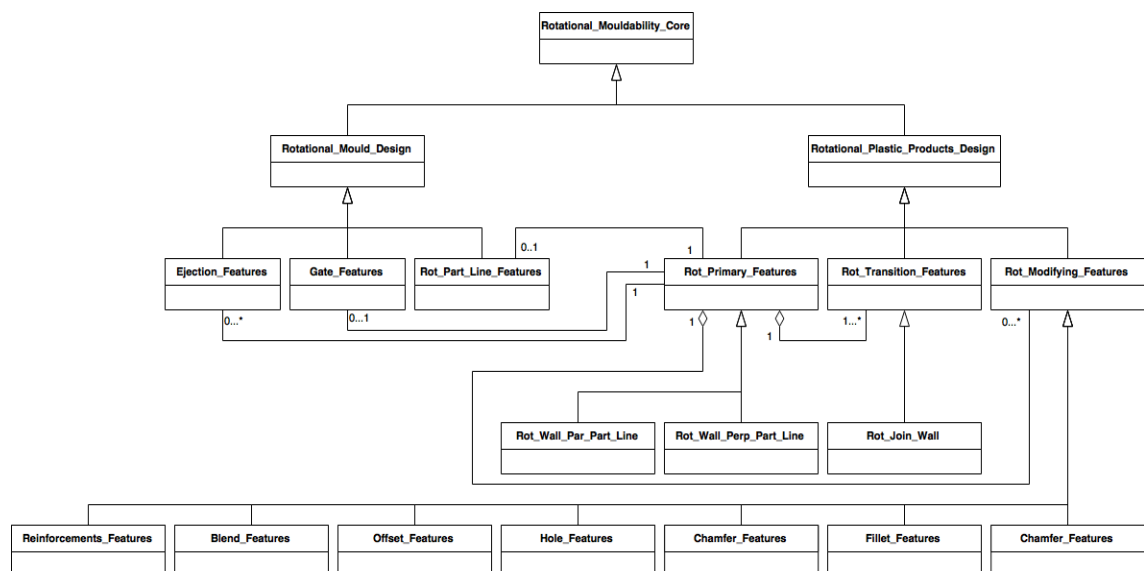 Rotational_Mouldability_Core
Rotational_Mould_Design
Rotational_Plastic_Products_Design
0..1
1
Ejection_Features
Gate_Features
Rot_Part_Line_Features
1
Rot_Primary_Features
Rot_Transition_Features
Rot_Modifying_Features
1
0...*
0...1
1
1
1...*
0...*
Rot_Wall_Par_Part_Line
Rot_Wall_Perp_Part_Line
Rot_Join_Wall
Reinforcements_Features
Blend_Features
Offset_Features
Hole_Features
Chamfer_Features
Fillet_Features
Chamfer_Features